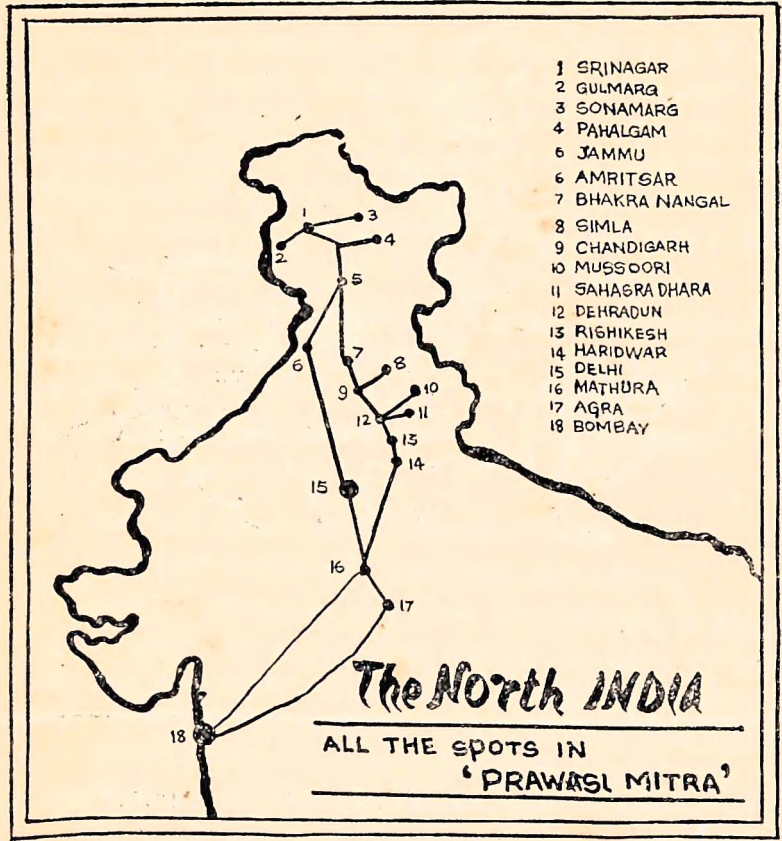 1 SRINAGAR
2 GULMARG
3 SONAMARG
4 PAHALGAM
5 JAMMU
6 AMRITSAR
7 BHAKRA NANGAL
8 SIMLA
9 CHANDIGARH
10 MUSSOORI
11 SAHASRA DHARA
12 DEHRADUN
13 RISHIKESH
14 HARIDWAR
15 DELHI
16 MATHURA
17 AGRA
18 BOMBAY
1
3
2
4
5
6
7
8
9
10
11
12
13
14
15
16
17
18
The North INDIA
ALL THE SPOTS IN
'PRAWASI MITRA'